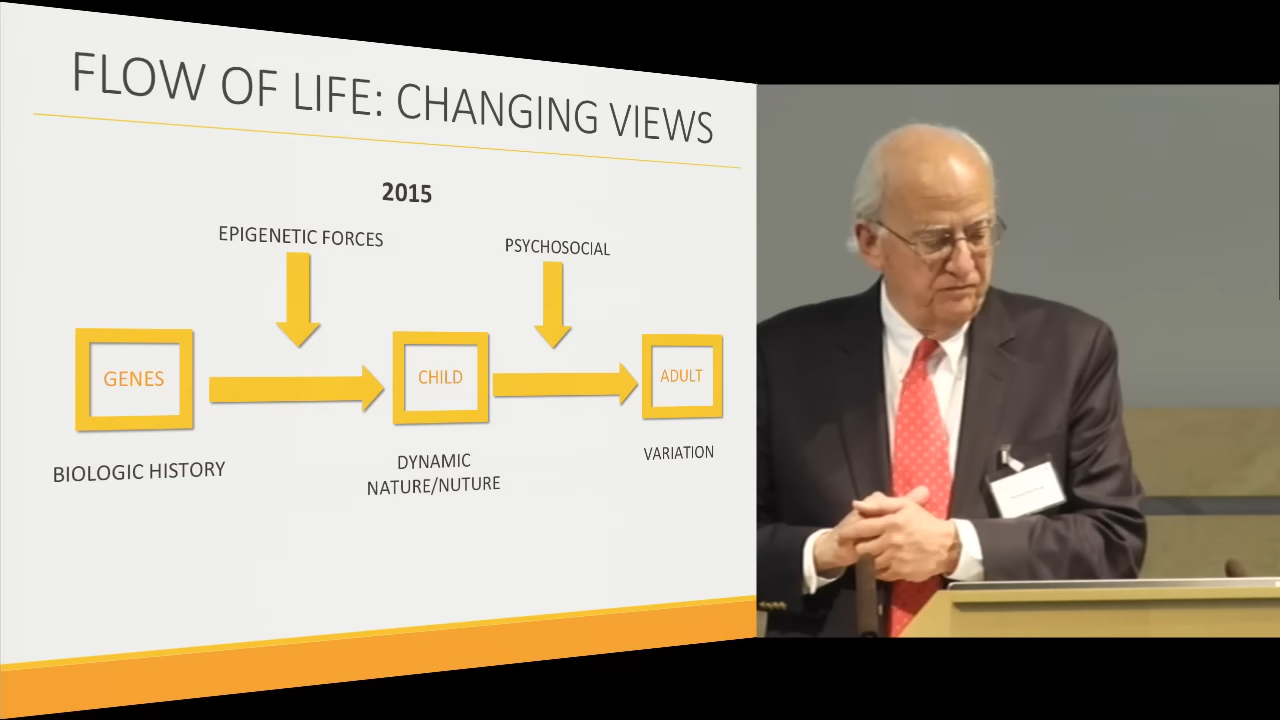 FLOW OF LIFE: CHANGING VIEWS
2015
EPIGENETIC FORCES
PSYCHOSOCIAL
GENES
CHILD
ADULT
BIOLOGIC HISTORY
DYNAMIC
NATURE/NUTURE
VARIATION